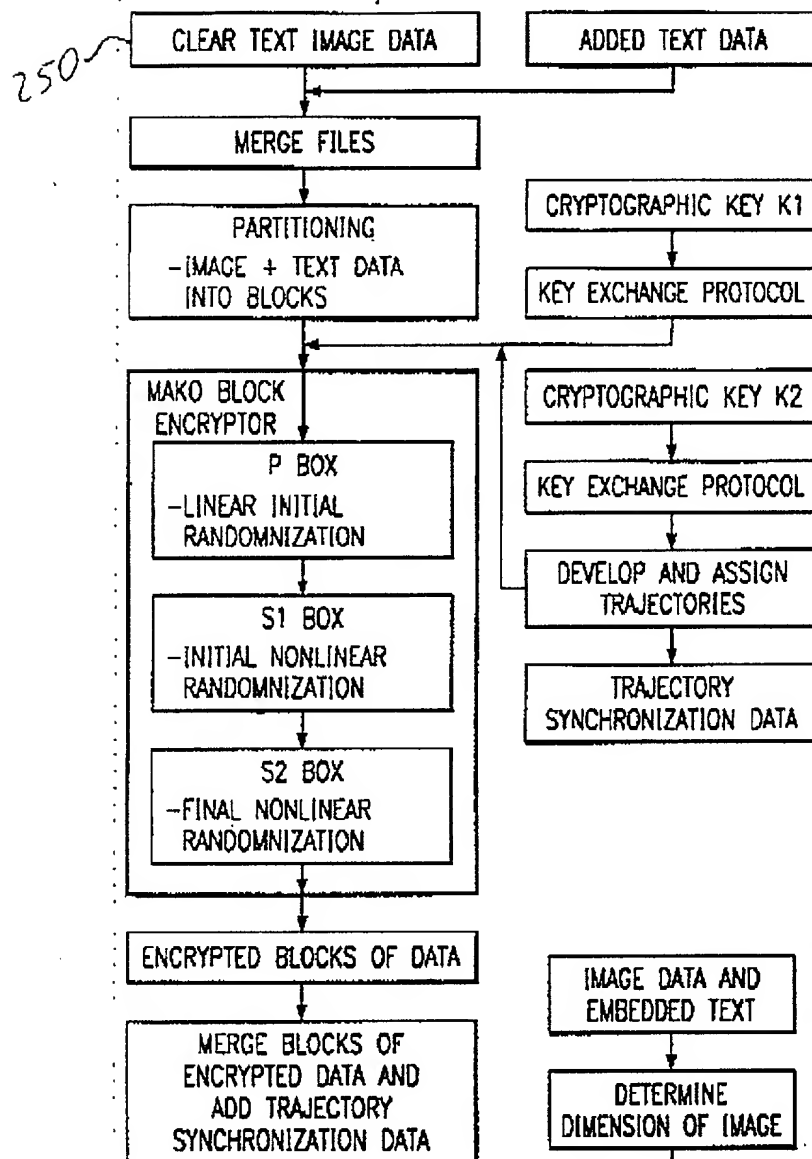 250
CLEAR TEXT IMAGE DATA
ADDED TEXT DATA
MERGE FILES
PARTITIONING
-IMAGE + TEXT DATA
INTO BLOCKS
CRYPTOGRAPHIC KEY K1
KEY EXCHANGE PROTOCOL
MAKO BLOCK
ENCRYPTOR
P BOX
-LINEAR INITIAL
RANDOMNIZATION
S1 BOX
-INITIAL NONLINEAR
RANDOMNIZATION
S2 BOX
-FINAL NONLINEAR
RANDOMNIZATION
CRYPTOGRAPHIC KEY K2
KEY EXCHANGE PROTOCOL
DEVELOP AND ASSIGN
TRAJECTORIES
TRAJECTORY
SYNCHRONIZATION DATA
ENCRYPTED BLOCKS OF DATA
MERGE BLOCKS OF
ENCRYPTED DATA AND
ADD TRAJECTORY
SYNCHRONIZATION DATA
IMAGE DATA AND
EMBEDDED TEXT
DETERMINE
DIMENSION OF IMAGE